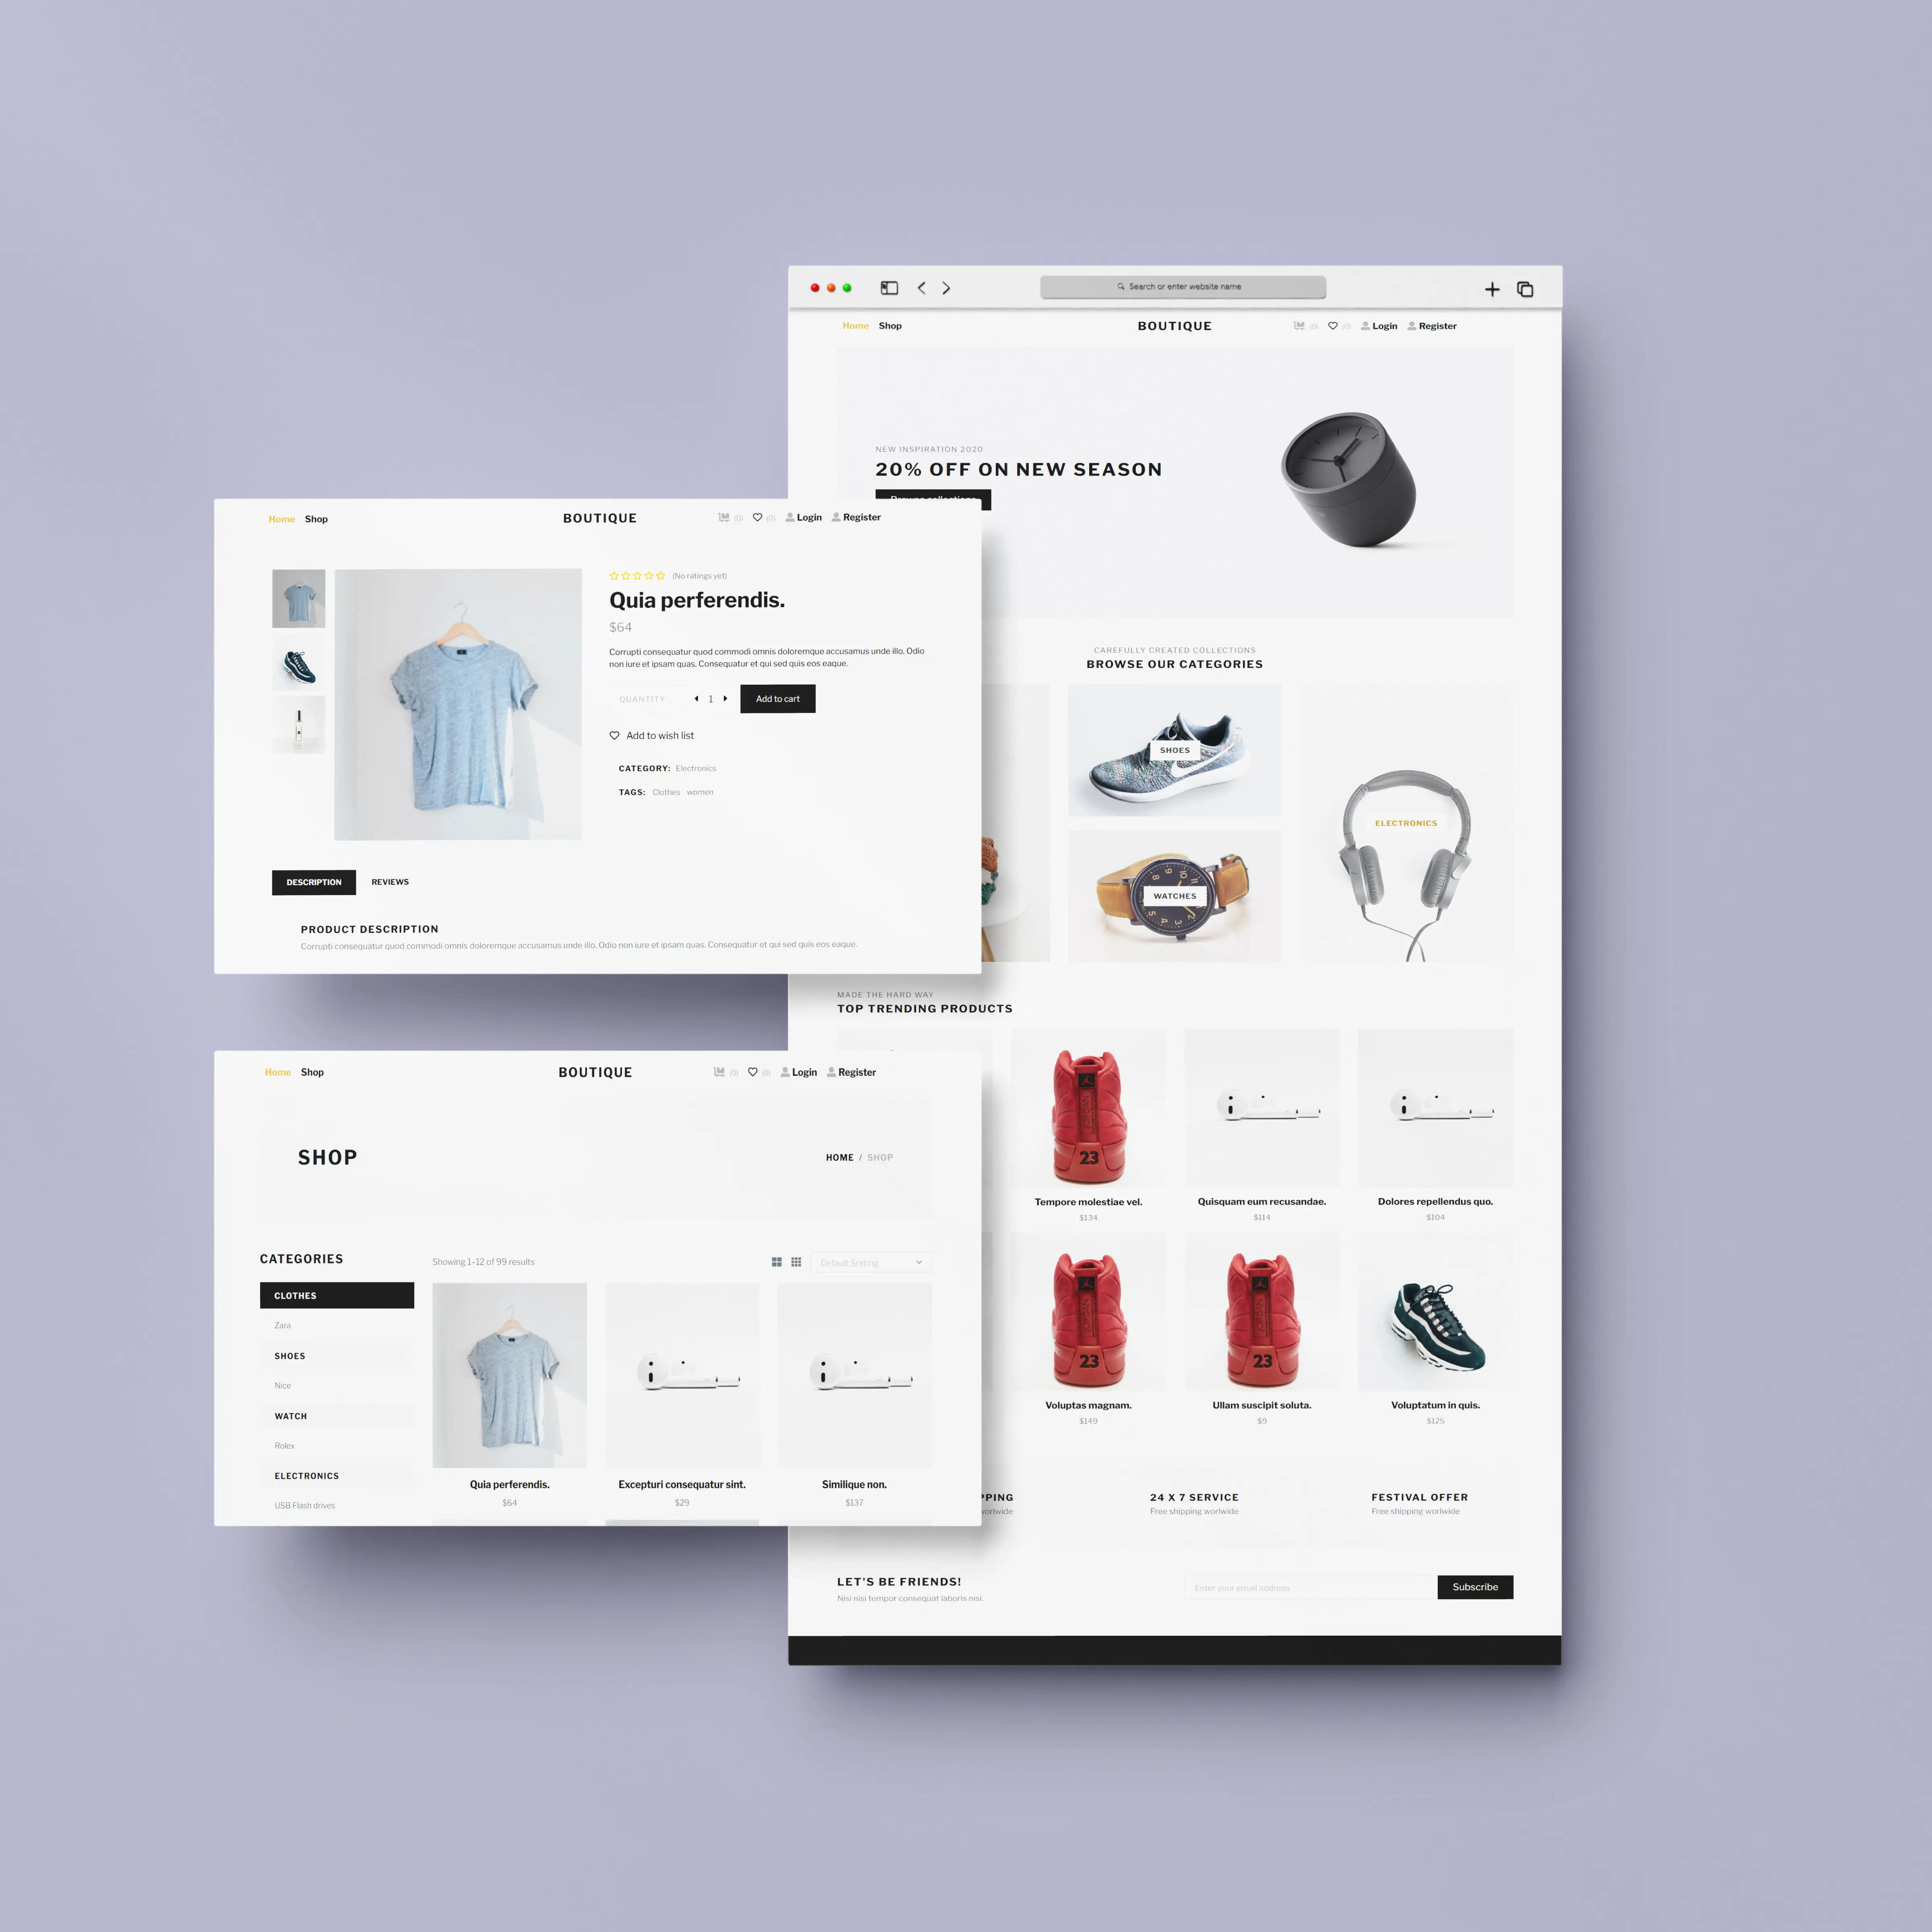 Search or enter website name
Home Shop BOUTIQUE (0) (0) Login Register
NEW INSPIRATION 2020
20% OFF ON NEW SEASON
Browse collections
CAREFULLY CREATED COLLECTIONS
BROWSE OUR CATEGORIES
SHOES
WATCHES
ELECTRONICS
MADE THE HARD WAY
TOP TRENDING PRODUCTS
23
Tempore molestiae vel.
$134
Quisquam eum recusandae.
$114
Dolores repellendus quo.
$104
23
Voluptas magnam.
$149
23
Ullam suscipit soluta.
$9
Voluptatum in quis.
$125
24 X 7 SERVICE
Free shipping worlwide
FESTIVAL OFFER
Free shipping worlwide
LET'S BE FRIENDS!
Nisi nisi tempor consequat laboris nisi.
Enter your email address
Subscribe
Home Shop BOUTIQUE (0) (0) Login Register
(No ratings yet)
Quia perferendis.
$64
Corrupti consequatur quod commodi omnis doloremque accusamus unde illo. Odio
non iure et ipsam quas. Consequatur et qui sed quis eos eaque.
QUANTITY 1 Add to cart
Add to wish list
CATEGORY: Electronics
TAGS: Clothes women
DESCRIPTION REVIEWS
PRODUCT DESCRIPTION
Corrupti consequatur quod commodi omnis doloremque accusamus unde illo. Odio non iure et ipsam quas. Consequatur et qui sed quis eos eaque.
Home Shop BOUTIQUE (0) (0) Login Register
SHOP
HOME / SHOP
CATEGORIES
CLOTHES
Zara
SHOES
Nice
WATCH
Rolex
ELECTRONICS
USB Flash drives
Showing 1–12 of 99 results
Default Sorting
Quia perferendis.
$64
Excepturi consequatur sint.
$29
Similique non.
$137